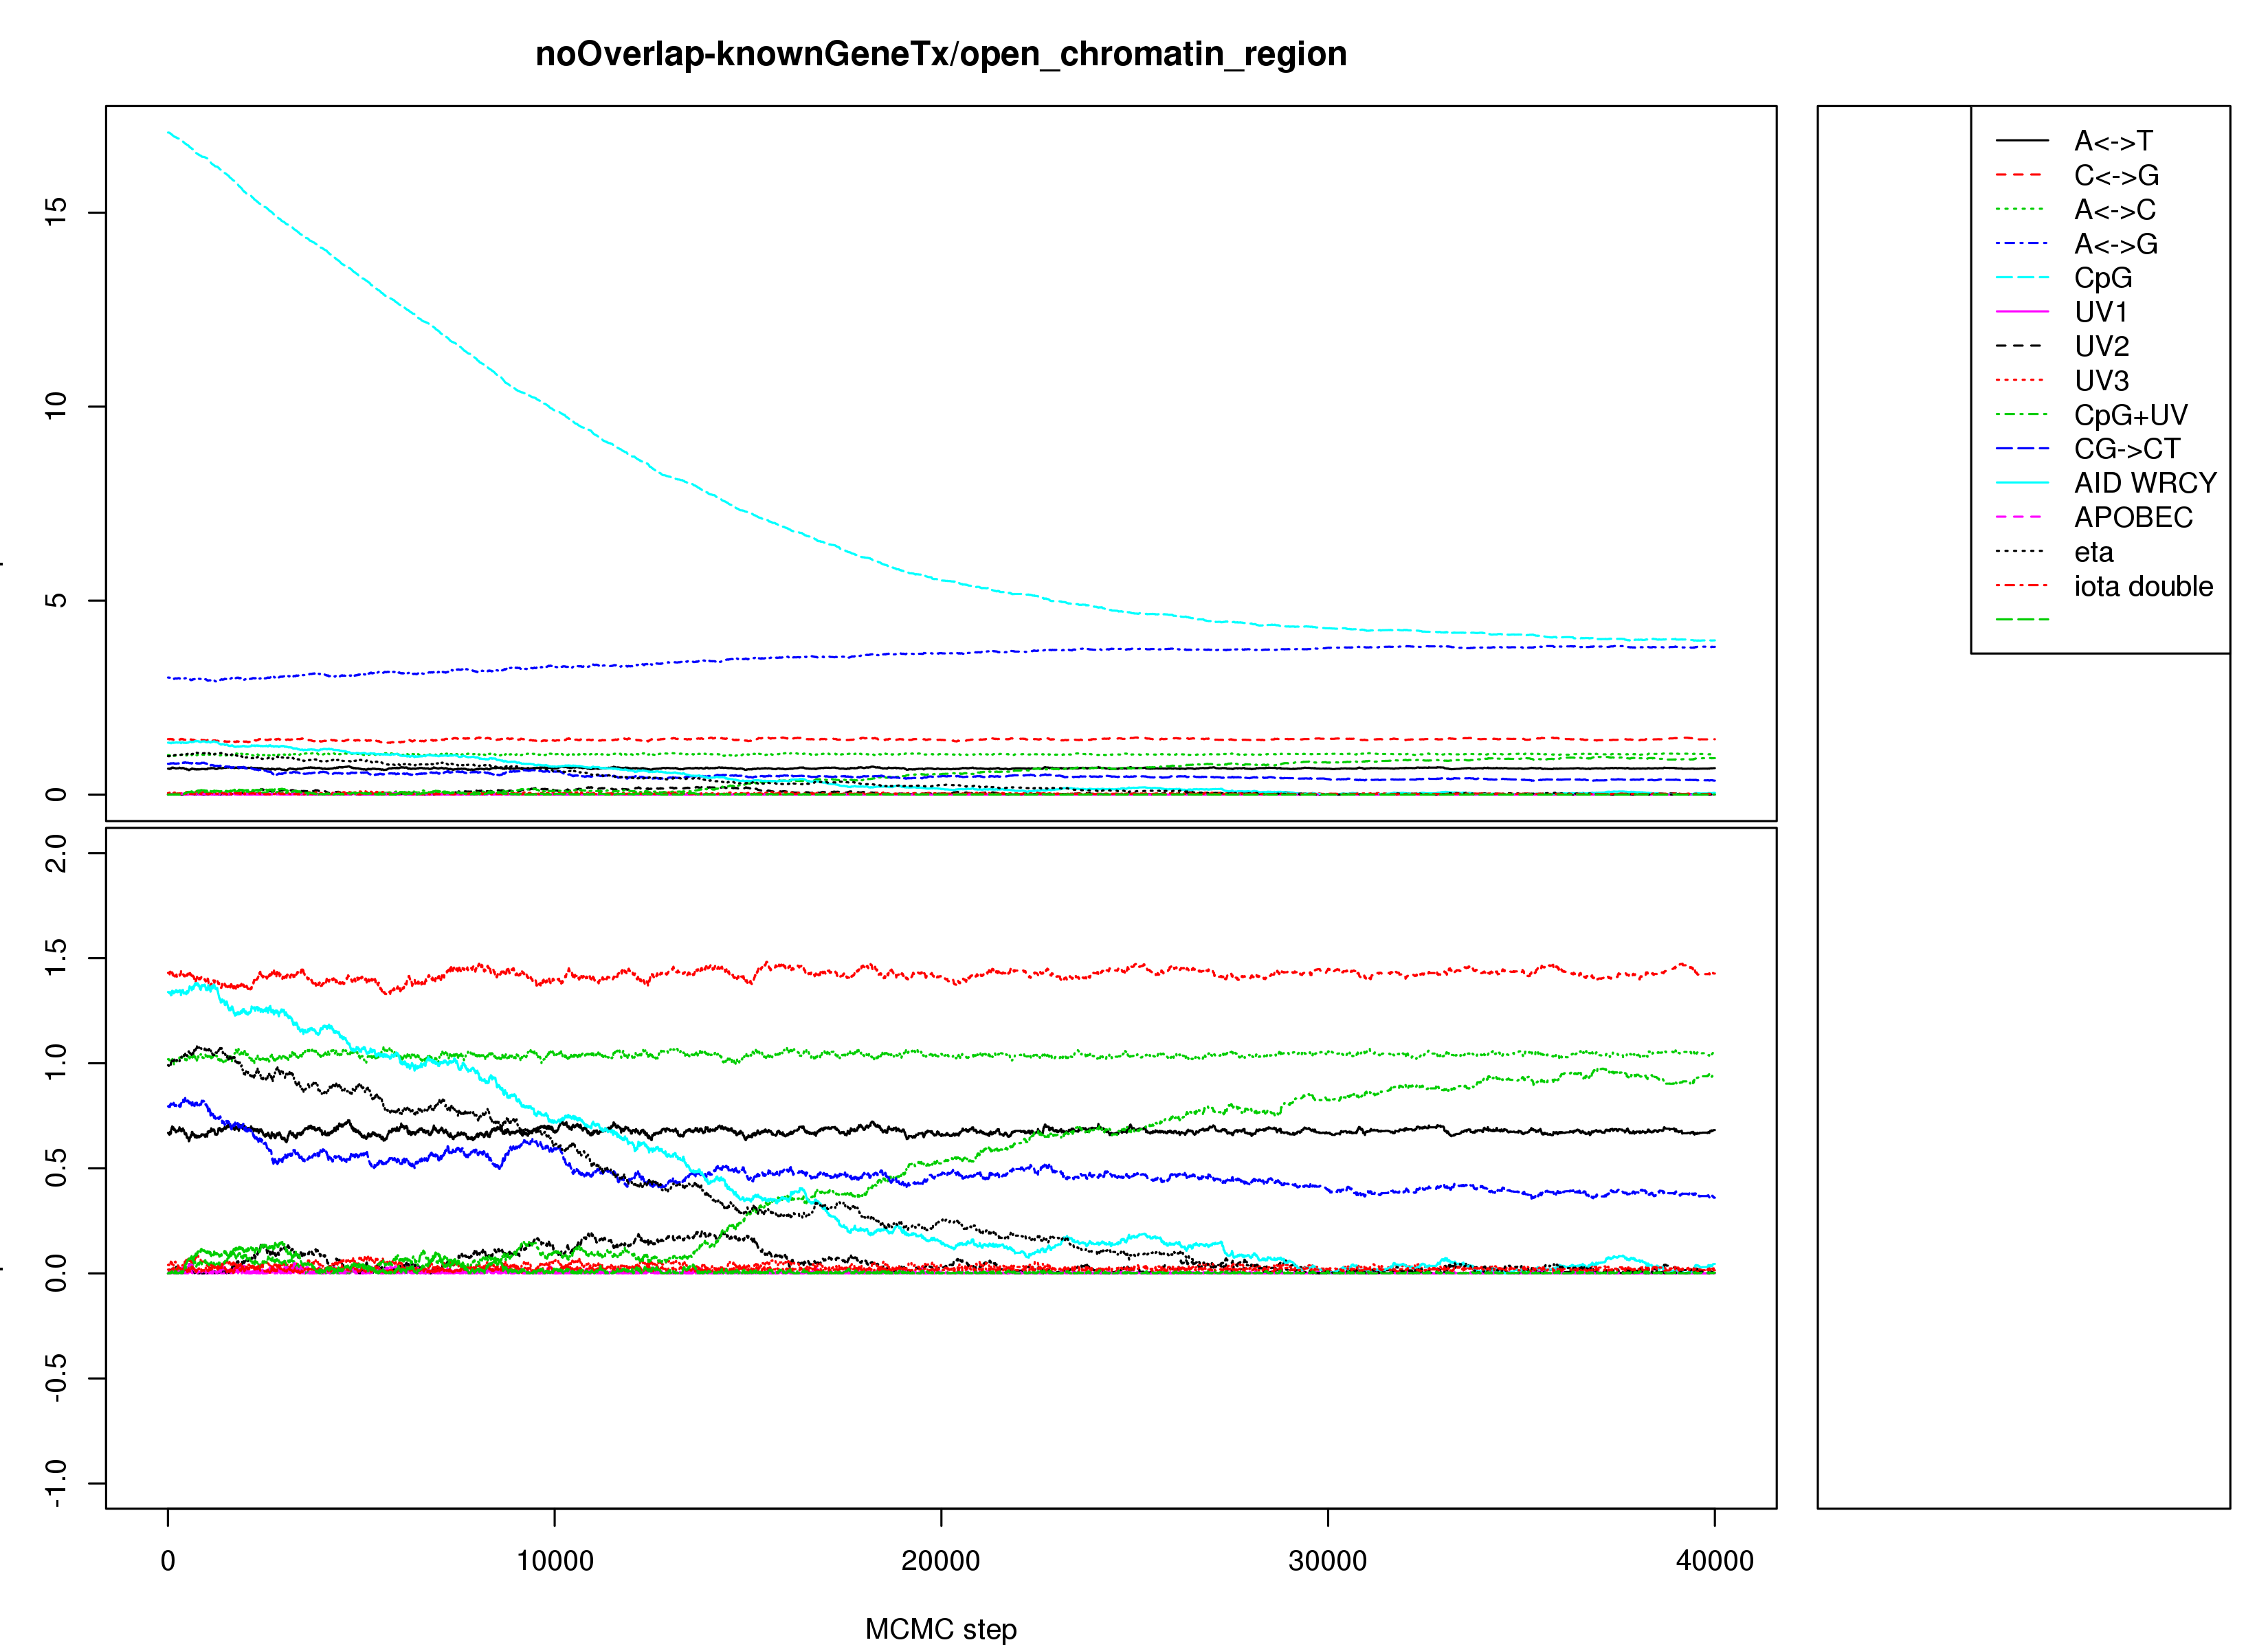 noOverlap-knownGeneTx/open_chromatin_region
15
10
5
0
2.0
1.5
1.0
0.5
0.0
-0.5
-1.0
0
10000
20000
30000
40000
MCMC step
A<->T
C<->G
A<->C
A<->G
CpG
UV1
UV2
UV3
CpG+UV
CG->CT
AID WRCY
APOBEC
eta
iota double